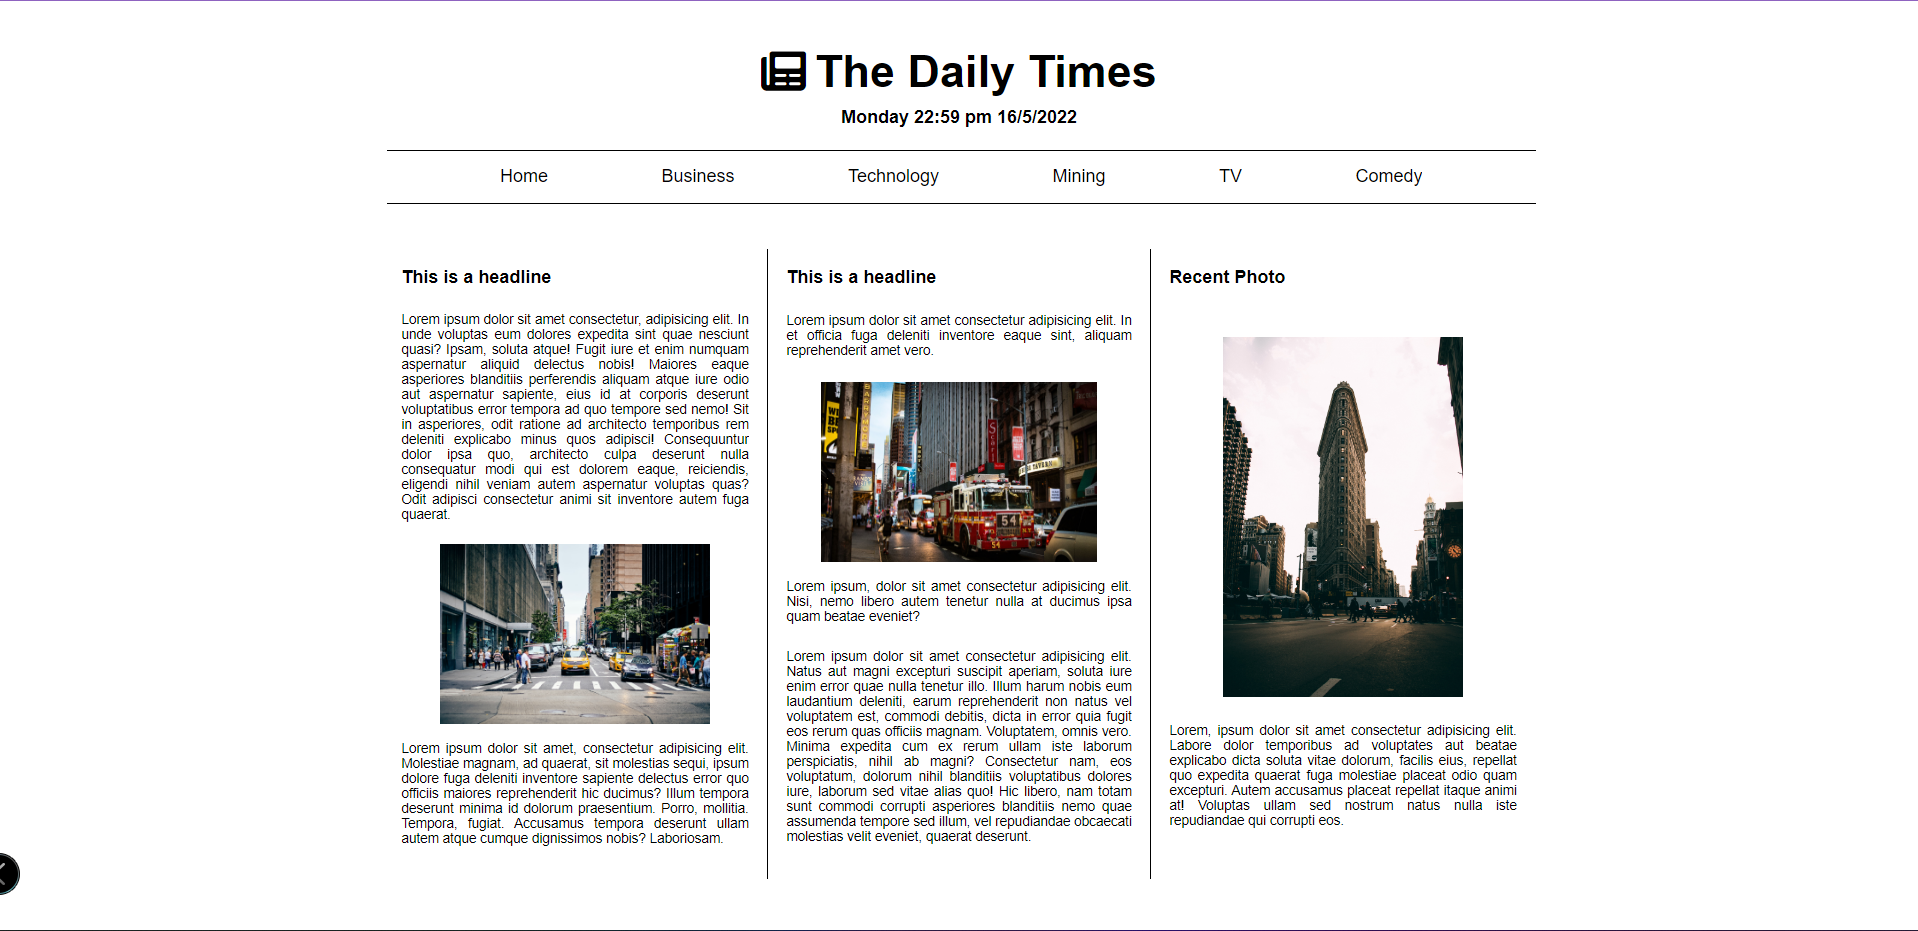 The Daily Times
Monday 22:59 pm 16/5/2022
Home Business Technology Mining TV Comedy
This is a headline
Lorem ipsum dolor sit amet consectetur, adipisicing elit. In
unde voluptas eum dolores expedita sint quae nesciunt
quasi? Ipsam, soluta atque! Fugit iure et enim numquam
aspernatur aliquid delectus nobis! Maiores eaque
asperiores blanditiis perferendis aliquam atque iure odio
aut aspernatur sapiente, eius id at corporis deserunt
voluptatibus error tempora ad quo tempore sed nemo! Sit
in asperiores, odit ratione ad architecto temporibus rem
deleniti explicabo minus quos adipisci! Consequuntur
dolor ipsa quo, architecto culpa deserunt nulla
consequatur modi qui est dolorem eaque, reiciendis,
eligendi nihil veniam autem aspernatur voluptas quas?
Odit adipisci consectetur animi sit inventore autem fuga
quaerat.
Lorem ipsum dolor sit amet, consectetur adipisicing elit.
Molestiae magnam, ad quaerat, sit molestias sequi, ipsum
dolore fuga deleniti inventore sapiente delectus error quo
officiis maiores reprehenderit hic ducimus? Illum tempora
deserunt minima id dolorum praesentium. Porro, mollitia.
Tempora, fugiat. Accusamus tempora deserunt ullam
autem atque cumque dignissimos nobis? Laboriosam.
This is a headline
Lorem ipsum dolor sit amet consectetur adipisicing elit. In
et officia fuga deleniti inventore eaque sint, aliquam
reprehenderit amet vero.
54
54
Lorem ipsum, dolor sit amet consectetur adipisicing elit.
Nisi, nemo libero autem tenetur nulla at ducimus ipsa
quam beatae eveniet?
Lorem ipsum dolor sit amet consectetur adipisicing elit.
Natus aut magni excepturi suscipit aperiam, soluta iure
enim error quae nulla tenetur illo. Illum harum nobis eum
laudantium deleniti, earum reprehenderit non natus vel
voluptatem est, commodi debitis, dicta in error quia fugit
eos rerum quas officiis magnam. Voluptatem, omnis vero.
Minima expedita cum ex rerum ullam iste laborum
perspiciatis, nihil ab magni? Consectetur nam, eos
voluptatum, dolorum nihil blanditiis voluptatibus dolores
iure, laborum sed vitae alias quo! Hic libero, nam totam
sunt commodi corrupti asperiores blanditiis nemo quae
assumenda tempore sed illum, vel repudiandae obcaecati
molestias velit eveniet, quaerat deserunt.
Recent Photo
Lorem, ipsum dolor sit amet consectetur adipisicing elit.
Labore dolor temporibus ad voluptates aut beatae
explicabo dicta soluta vitae dolorum, facilis eius, repellat
quo expedita quaerat fuga molestiae placeat odio quam
excepturi. Autem accusamus placeat repellat itaque animi
at! Voluptas ullam sed nostrum natus nulla iste
repudiandae qui corrupti eos.